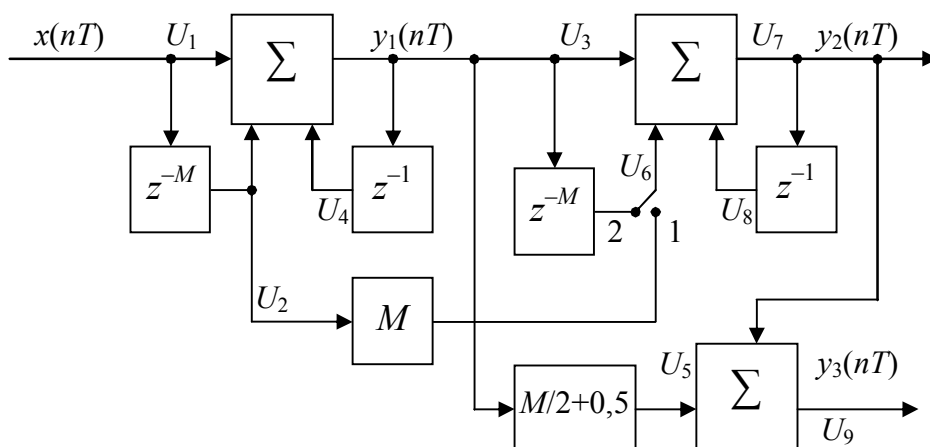 x(nT) U₁ y₁(nT) U₃ U₇ y₂(nT)
Σ Σ
z⁻ᴹ U₄ z⁻¹ z⁻ᴹ U₆ U₈ z⁻¹
2 1
U₂ M
U₅ y₃(nT)
M/2+0,5 Σ
U₉